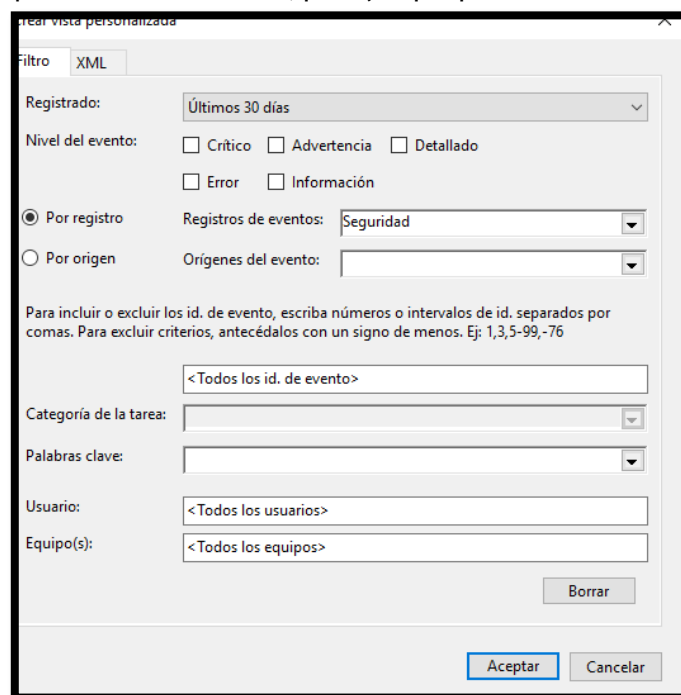 Crear vista personalizada
Filtro XML
Registrado: Últimos 30 días
Nivel del evento: Crítico Advertencia Detallado
Error Información
Por registro Registros de eventos: Seguridad
Por origen Orígenes del evento:
Para incluir o excluir los id. de evento, escriba números o intervalos de id. separados por
comas. Para excluir criterios, antecédalos con un signo de menos. Ej: 1,3,5-99,-76
<Todos los id. de evento>
Categoría de la tarea:
Palabras clave:
Usuario: <Todos los usuarios>
Equipo(s): <Todos los equipos>
Borrar
Aceptar Cancelar